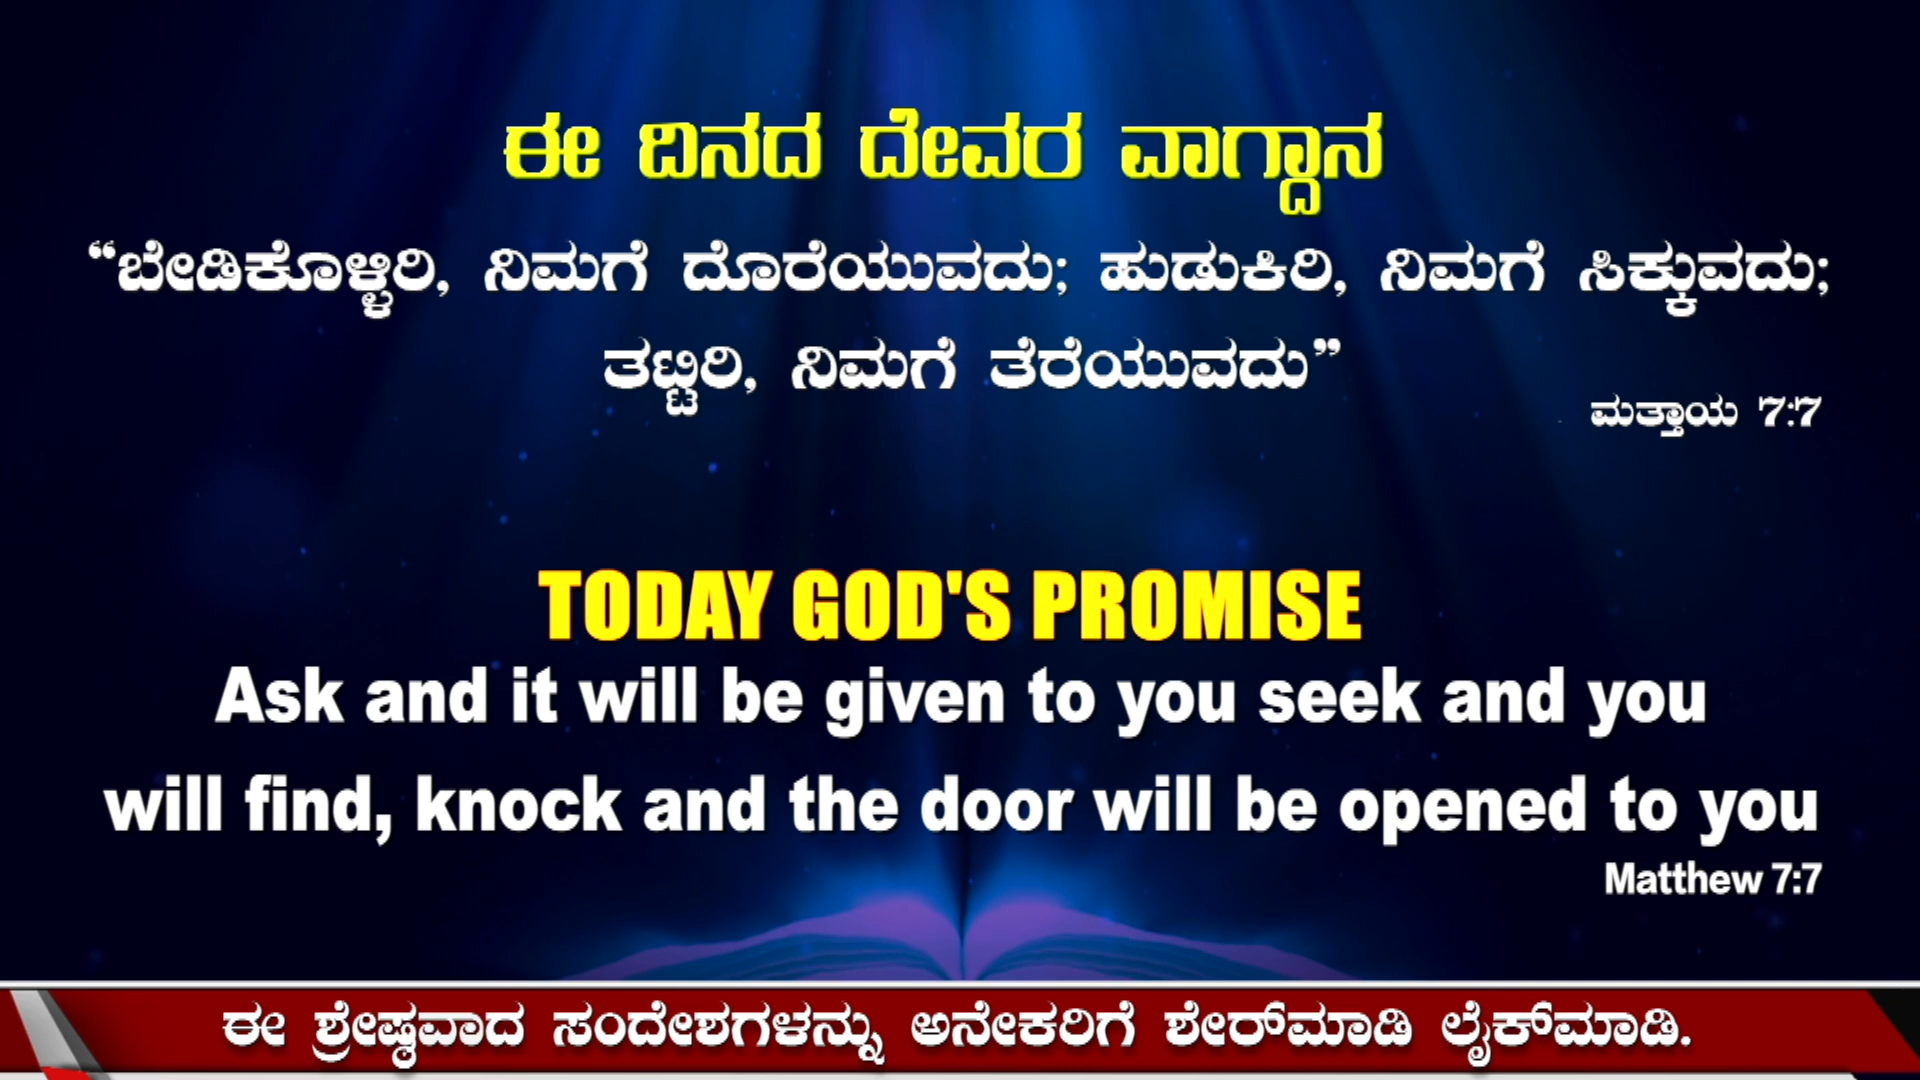 ಈ ದಿನದ ದೇವರ ವಾಗ್ದಾನ
“ಬೇಡಿಕೊಳ್ಳಿರಿ, ನಿಮಗೆ ದೊರೆಯುವದು; ಹುಡುಕಿರಿ, ನಿಮಗೆ ಸಿಕ್ಕುವದು;
ತಟ್ಟಿರಿ, ನಿಮಗೆ ತೆರೆಯುವದು”
ಮತ್ತಾಯ 7:7
TODAY GOD'S PROMISE
Ask and it will be given to you seek and you
will find, knock and the door will be opened to you
Matthew 7:7
ಈ ಶ್ರೇಷ್ಠವಾದ ಸಂದೇಶಗಳನ್ನು ಅನೇಕರಿಗೆ ಶೇರ್‌ಮಾಡಿ ಲೈಕ್‌ಮಾಡಿ.